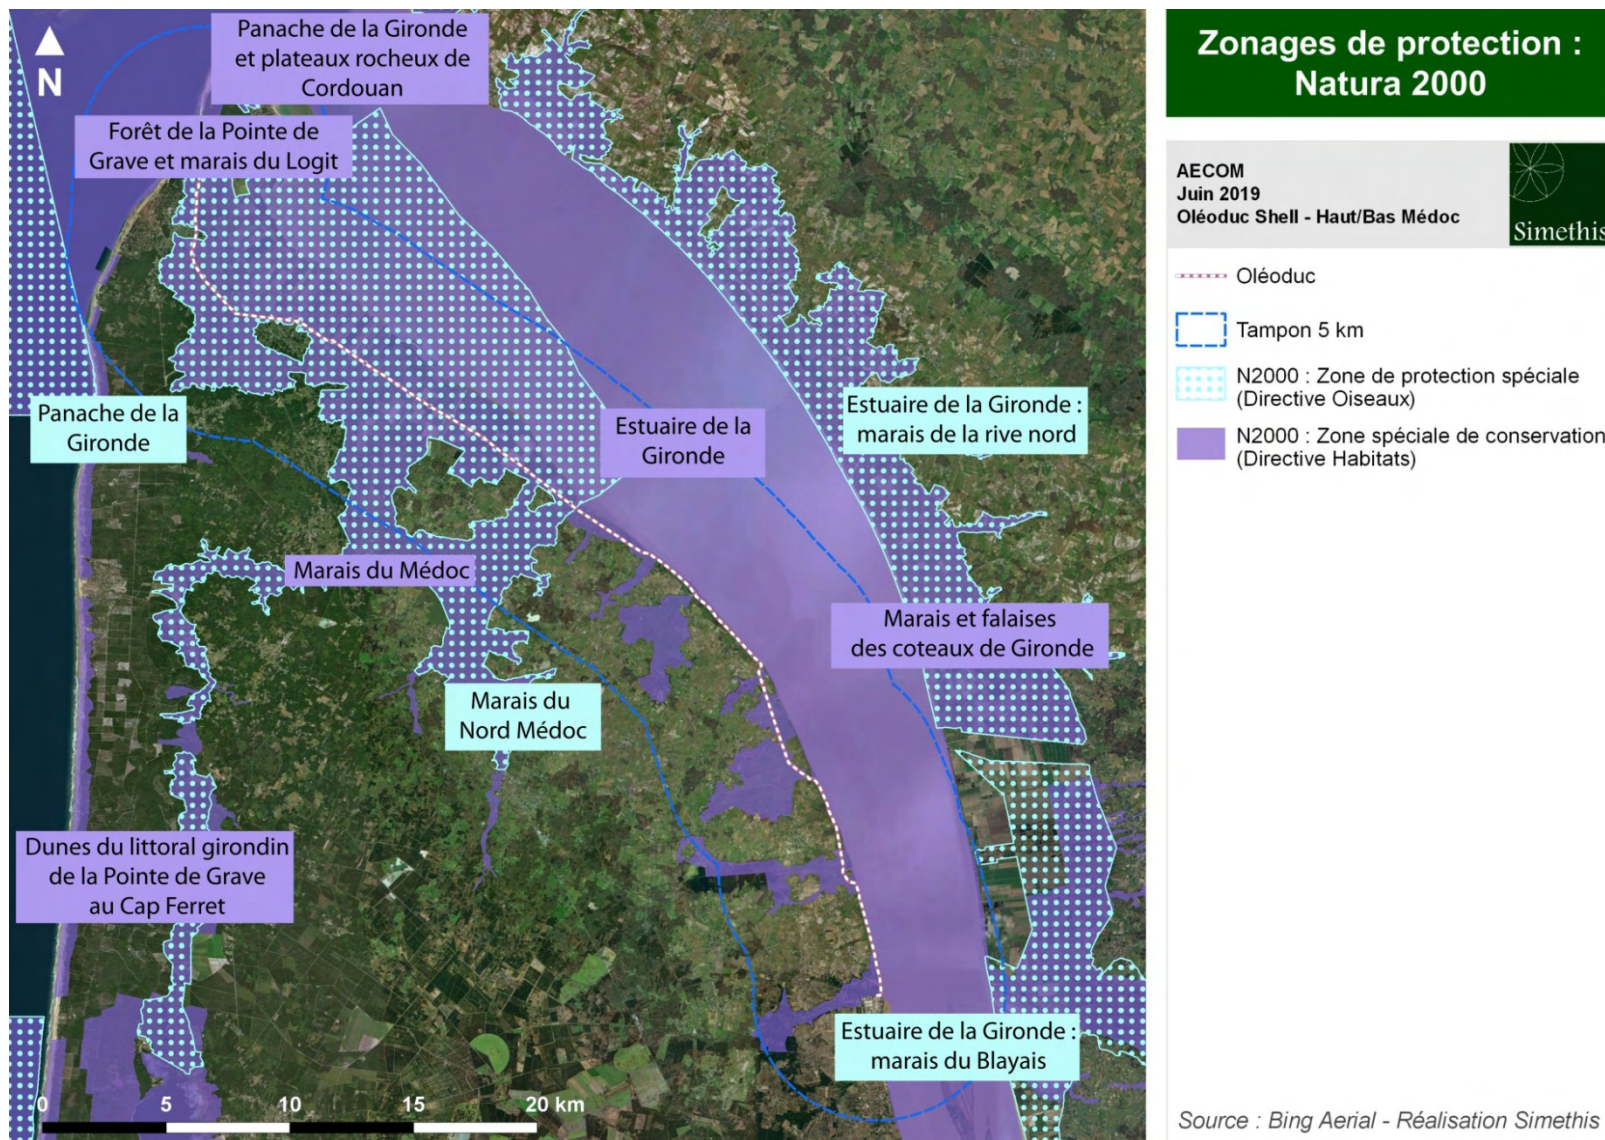 Panache de la Gironde
et plateaux rocheux de
Cordouan
N
Forêt de la Pointe de
Grave et marais du Logit
Panache de la
Gironde
Estuaire de la
Gironde
Estuaire de la Gironde :
marais de la rive nord
Marais du Médoc
Marais et falaises
des coteaux de Gironde
Marais du
Nord Médoc
Dunes du littoral girondin
de la Pointe de Grave
au Cap Ferret
Estuaire de la Gironde :
marais du Blayais
0 5 10 15 20 km
Zonages de protection :
Natura 2000
AECOM
Juin 2019
Oléoduc Shell - Haut/Bas Médoc
Simethis
Oléoduc
Tampon 5 km
N2000 : Zone de protection spéciale
(Directive Oiseaux)
N2000 : Zone spéciale de conservation
(Directive Habitats)
Source : Bing Aerial - Réalisation Simethis